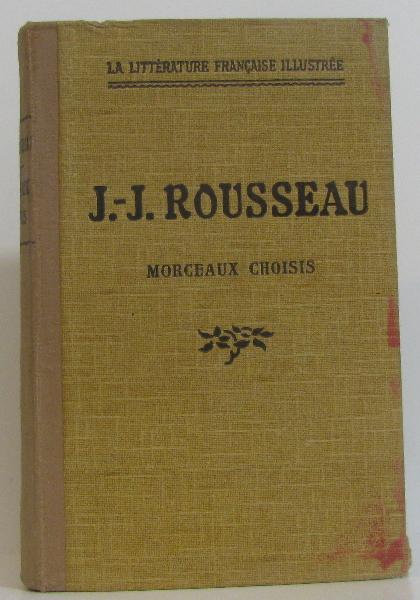 LA LITTÉRATURE FRANÇAISE ILLUSTRÉE
J.-J. ROUSSEAU
MORCEAUX CHOISIS